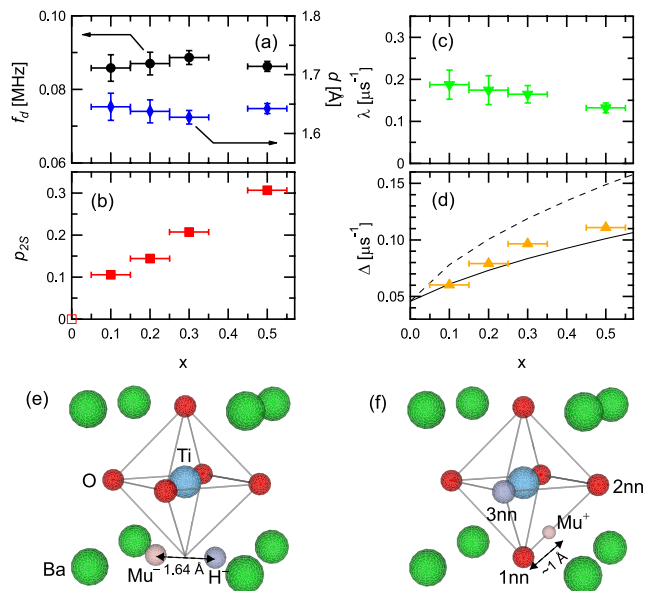 (a)
f_d [MHz]
0.10
0.08
0.06
1.8
1.7
1.6
d [Å]
(b)
p_2S
0.3
0.2
0.1
0
0
0.1
0.2
0.3
0.4
0.5
x
(c)
λ [μs⁻¹]
0.3
0.2
0.1
0
(d)
Δ [μs⁻¹]
0.15
0.10
0.05
0.0
0.1
0.2
0.3
0.4
0.5
x
(e)
Ti
O
Ba
Mu⁻
1.64 Å
H⁻
(f)
2nn
3nn
Mu⁺
1nn
~1 Å